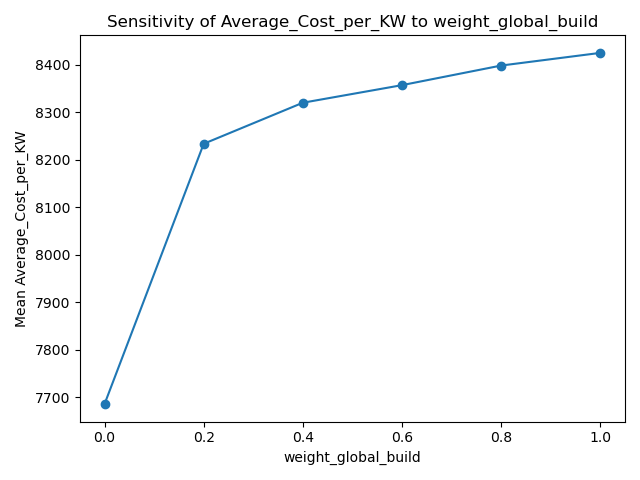 Sensitivity of Average_Cost_per_KW to weight_global_build
Mean Average_Cost_per_KW
8400
8300
8200
8100
8000
7900
7800
7700
0.0 0.2 0.4 0.6 0.8 1.0
weight_global_build